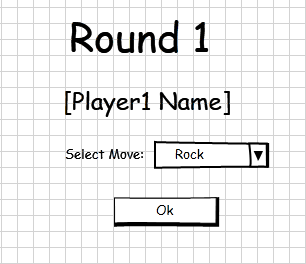 Round 1
[Player1 Name]
Select Move: Rock
Ok